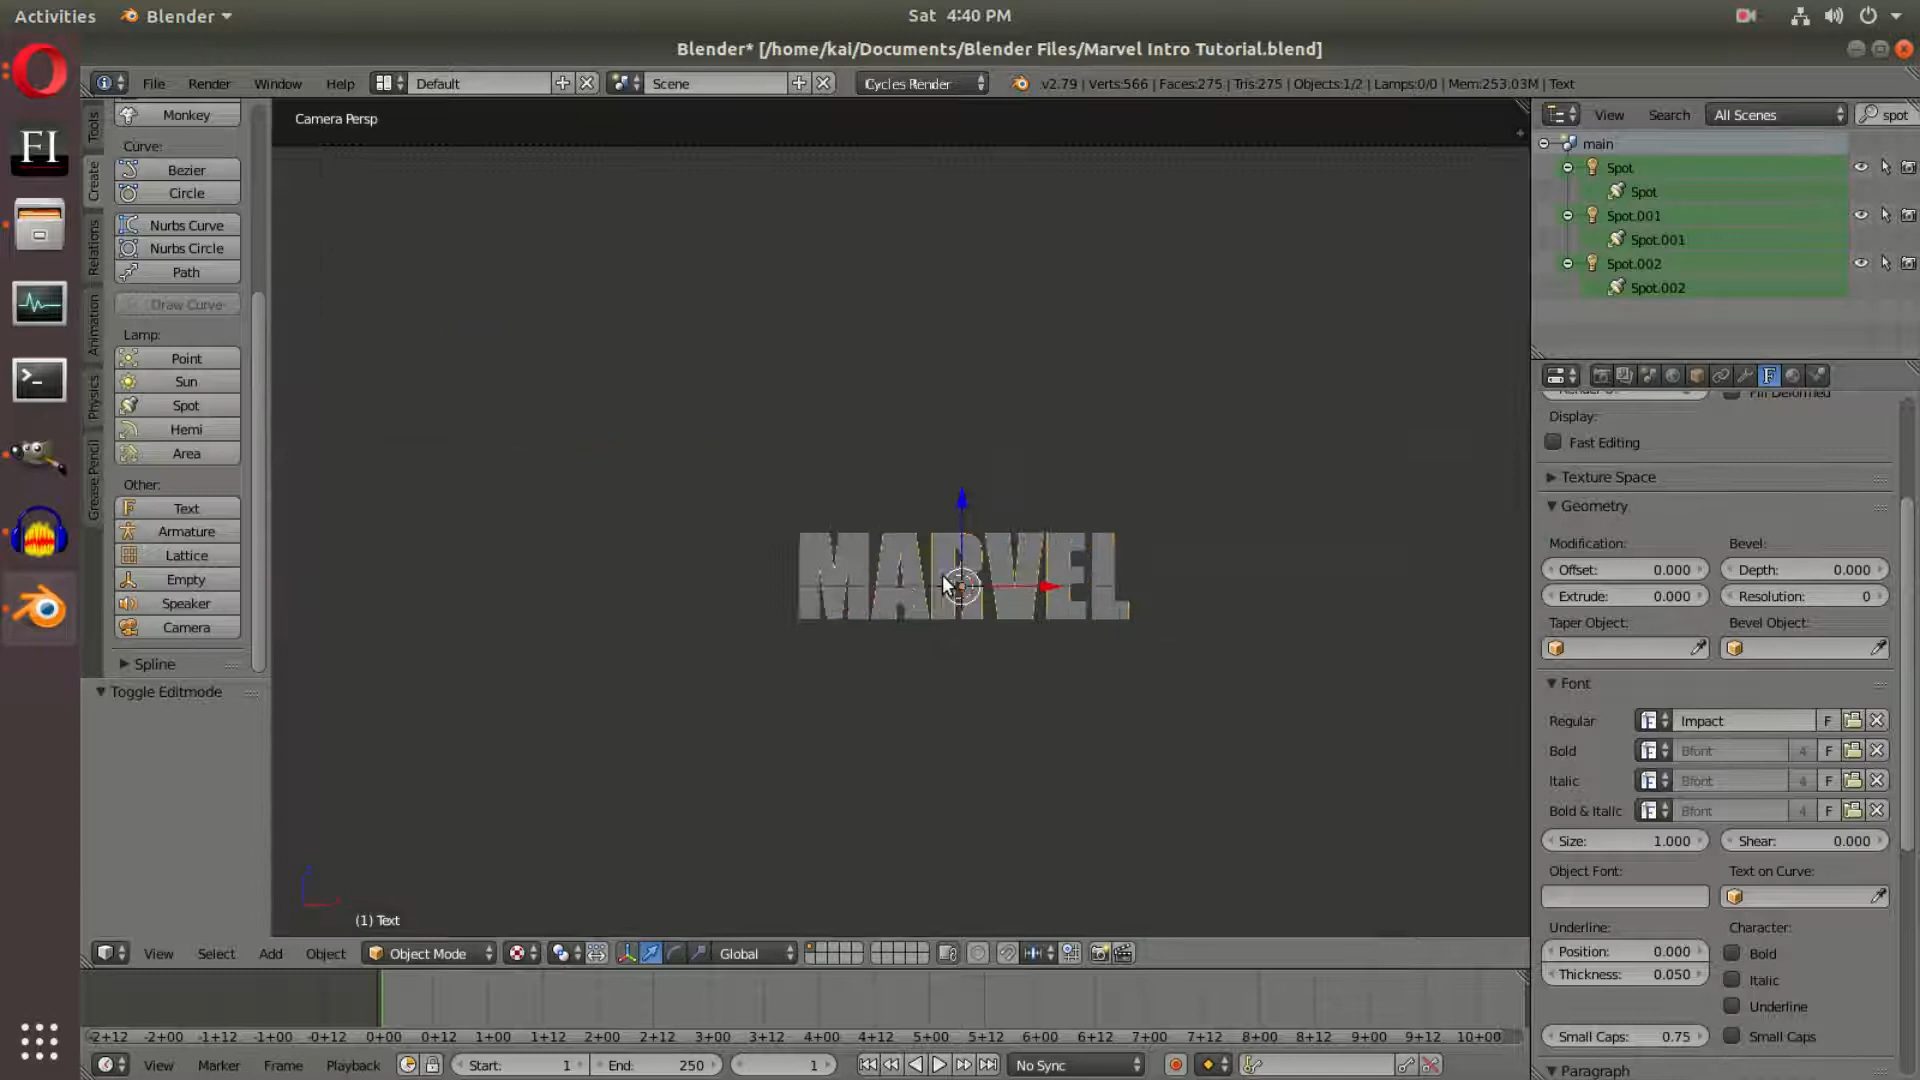 Activities Blender Sat 4:40 PM
Blender* [/home/kai/Documents/Blender Files/Marvel Intro Tutorial.blend]
File Render Window Help Default Scene Cycles Render v2.79 | Verts:566 | Faces:275 | Tris:275 | Objects:1/2 | Lamps:0/0 | Mem:253.03M | Text
Tools
Create
Relations
Animation
Physics
Grease Pencil
Monkey
Curve:
Bezier
Circle
Nurbs Curve
Nurbs Circle
Path
Draw Curve
Lamp:
Point
Sun
Spot
Hemi
Area
Other:
Text
Armature
Lattice
Empty
Speaker
Camera
Spline
Toggle Editmode
Camera Persp
MARVEL
(1) Text
View Search All Scenes spot
main
Spot
Spot
Spot.001
Spot.001
Spot.002
Spot.002
Fill Deformed
Display:
Fast Editing
Texture Space
Geometry
Modification: Bevel:
Offset: 0.000 Depth: 0.000
Extrude: 0.000 Resolution: 0
Taper Object: Bevel Object:
Font
Regular F Impact F
Bold F Bfont 4 F
Italic F Bfont 4 F
Bold & Italic F Bfont 4 F
Size: 1.000 Shear: 0.000
Object Font: Text on Curve:
Underline: Character:
Position: 0.000 Bold
Thickness: 0.050 Italic
Underline
Small Caps: 0.75 Small Caps
Paragraph
View Select Add Object Object Mode Global
-2+12 -2+00 -1+12 -1+00 -0+12 0+00 0+12 1+00 1+12 2+00 2+12 3+00 3+12 4+00 4+12 5+00 5+12 6+00 6+12 7+00 7+12 8+00 8+12 9+00 9+12 10+00
View Marker Frame Playback Start: 1 End: 250 1 No Sync
FI